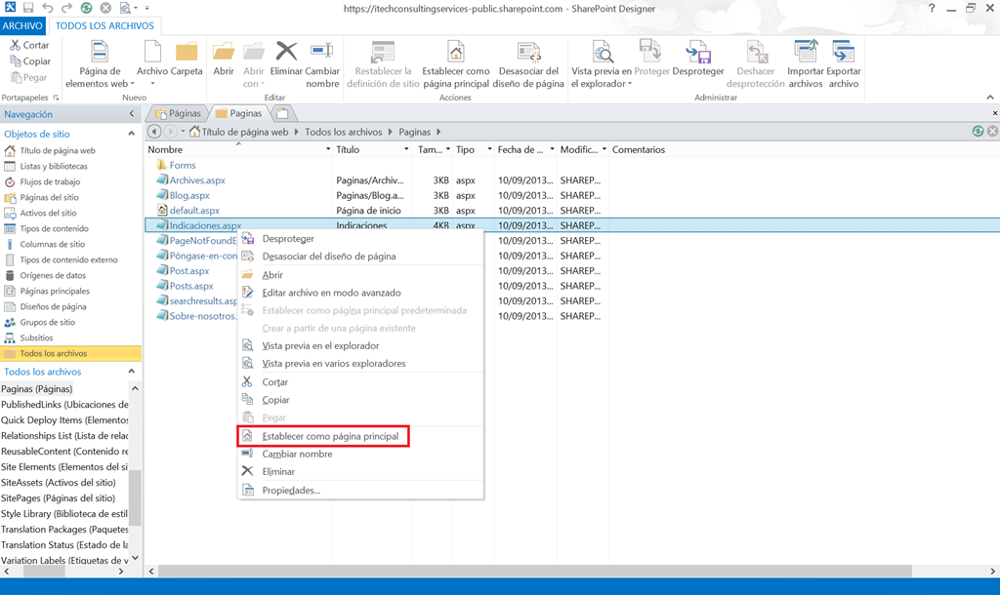 https://itechconsultingservices-public.sharepoint.com - SharePoint Designer
ARCHIVO
TODOS LOS ARCHIVOS
Cortar
Copiar
Pegar
Portapapeles
Página de elementos web
Archivo
Carpeta
Nuevo
Abrir
Abrir con
Eliminar
Cambiar nombre
Editar
Restablecer la definición de sitio
Establecer como página principal
Desasociar del diseño de página
Acciones
Vista previa en el explorador
Proteger
Desproteger
Deshacer desprotección
Importar archivos
Exportar archivo
Administrar
Navegación
Páginas
Paginas
Título de página web
Todos los archivos
Paginas
Objetos de sitio
Título de página web
Listas y bibliotecas
Flujos de trabajo
Páginas del sitio
Activos del sitio
Tipos de contenido
Columnas de sitio
Tipos de contenido externo
Orígenes de datos
Páginas principales
Diseños de página
Grupos de sitio
Subsitios
Todos los archivos
Todos los archivos
Paginas (Páginas)
PublishedLinks (Ubicaciones de
Quick Deploy Items (Elementos
Relationships List (Lista de relac
ReusableContent (Contenido re
Site Elements (Elementos del si
SiteAssets (Activos del sitio)
SitePages (Páginas del sitio)
Style Library (Biblioteca de estil
Translation Packages (Paquetes
Translation Status (Estado de la
Variation Labels (Etiquetas de v
Nombre Título Tam... Tipo Fecha de ... Modific... Comentarios
Forms
Archives.aspx Paginas/Archiv... 3KB aspx 10/09/2013... SHAREP...
Blog.aspx Paginas/Blog.a... 3KB aspx 10/09/2013... SHAREP...
default.aspx Página de inicio 3KB aspx 10/09/2013... SHAREP...
Indicaciones.aspx Indicaciones 4KB aspx 10/09/2013... SHAREP...
PageNotFoundE 10/09/2013... SHAREP...
Póngase-en-con 10/09/2013... SHAREP...
Post.aspx 10/09/2013... SHAREP...
Posts.aspx 10/09/2013... SHAREP...
searchresults.asp 10/09/2013... SHAREP...
Sobre-nosotros. 10/09/2013... SHAREP...
Desproteger
Desasociar del diseño de página
Abrir
Editar archivo en modo avanzado
Establecer como página principal predeterminada
Crear a partir de una página existente
Vista previa en el explorador
Vista previa en varios exploradores
Cortar
Copiar
Pegar
Establecer como página principal
Cambiar nombre
Eliminar
Propiedades...